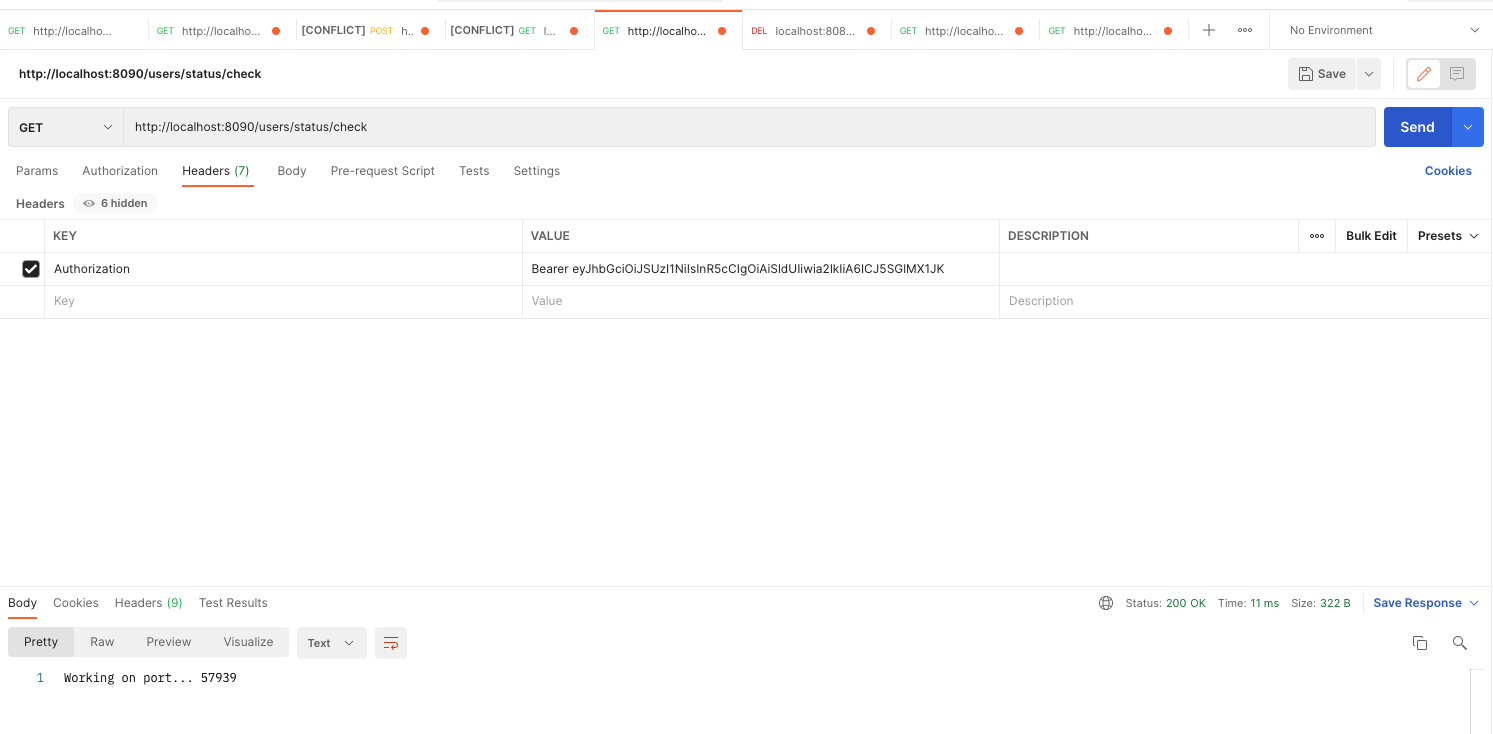 GET http://localho... GET http://localho... [CONFLICT] POST h.. [CONFLICT] GET l... GET http://localho... DEL localhost:808... GET http://localho... GET http://localho... No Environment
http://localhost:8090/users/status/check Save
GET http://localhost:8090/users/status/check Send
Params Authorization Headers (7) Body Pre-request Script Tests Settings Cookies
Headers 6 hidden
KEY VALUE DESCRIPTION Bulk Edit Presets
Authorization Bearer eyJhbGciOiJSUzI1NiIsInR5cCIgOiAiSldUIiwia2lkIiA6ICJ5SGlMX1JK
Key Value Description
Body Cookies Headers (9) Test Results Status: 200 OK Time: 11 ms Size: 322 B Save Response
Pretty Raw Preview Visualize Text
1 Working on port... 57939